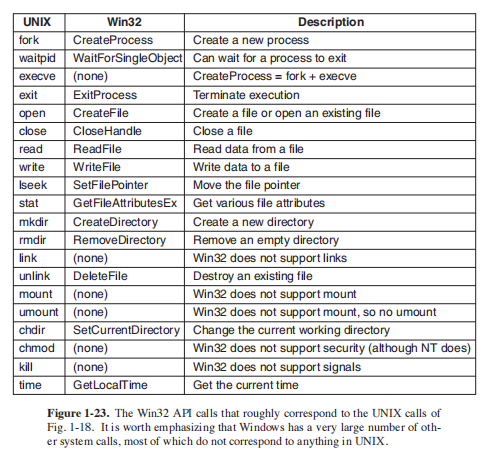 UNIX Win32 Description
fork CreateProcess Create a new process
waitpid WaitForSingleObject Can wait for a process to exit
execve (none) CreateProcess = fork + execve
exit ExitProcess Terminate execution
open CreateFile Create a file or open an existing file
close CloseHandle Close a file
read ReadFile Read data from a file
write WriteFile Write data to a file
lseek SetFilePointer Move the file pointer
stat GetFileAttributesEx Get various file attributes
mkdir CreateDirectory Create a new directory
rmdir RemoveDirectory Remove an empty directory
link (none) Win32 does not support links
unlink DeleteFile Destroy an existing file
mount (none) Win32 does not support mount
umount (none) Win32 does not support mount, so no umount
chdir SetCurrentDirectory Change the current working directory
chmod (none) Win32 does not support security (although NT does)
kill (none) Win32 does not support signals
time GetLocalTime Get the current time
Figure 1-23. The Win32 API calls that roughly correspond to the UNIX calls of
Fig. 1-18. It is worth emphasizing that Windows has a very large number of oth-
er system calls, most of which do not correspond to anything in UNIX.